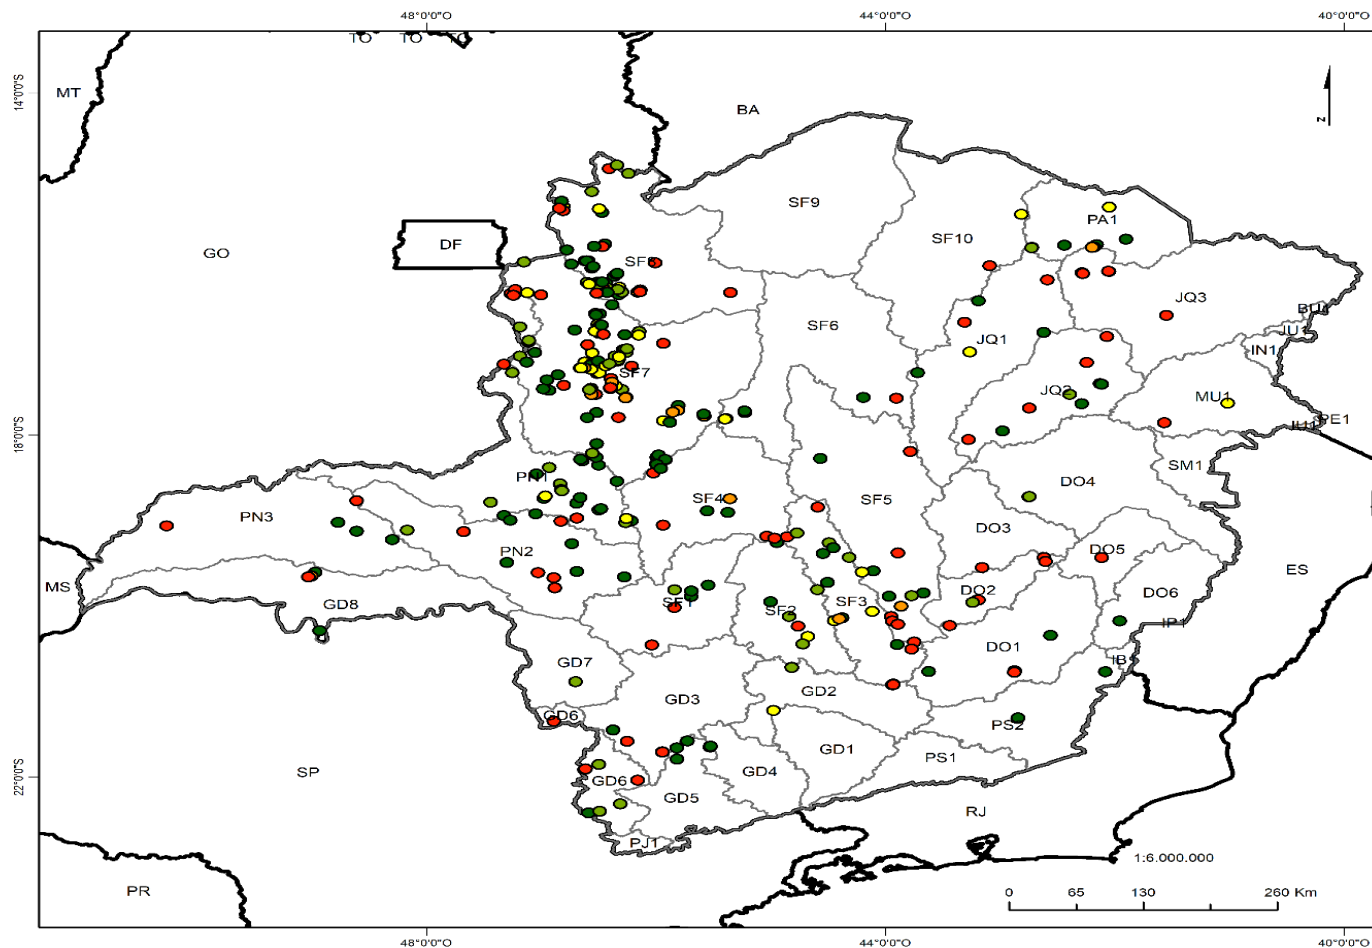 48°0'0"O 44°0'0"O 40°0'0"O
TO TO
14°0'0"S
MT
BA
N
SF9
PA1
SF10
DF
GO
JQ3
SF6
JQ1
IN1
SF7
JQ2
MU1
18°0'0"S
SM1
PN1
DO4
SF4
SF5
PN3
DO3
DO5
PN2
MS
ES
DO2
DO6
GD8
SF1
SF2
SF3
IP1
DO1
GD7
GD2
GD3
GD6
PS2
GD1
PS1
SP
22°0'0"S
GD6
GD4
GD5
RJ
PJ1
1:6.000.000
PR
0 65 130 260 Km
48°0'0"O 44°0'0"O 40°0'0"O